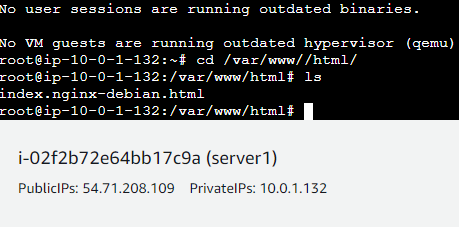 No user sessions are running outdated binaries.
No VM guests are running outdated hypervisor (qemu)
root@ip-10-0-1-132:~# cd /var/www//html/
root@ip-10-0-1-132:/var/www/html# ls
index.nginx-debian.html
root@ip-10-0-1-132:/var/www/html#
i-02f2b72e64bb17c9a (server1)
PublicIPs: 54.71.208.109 PrivateIPs: 10.0.1.132